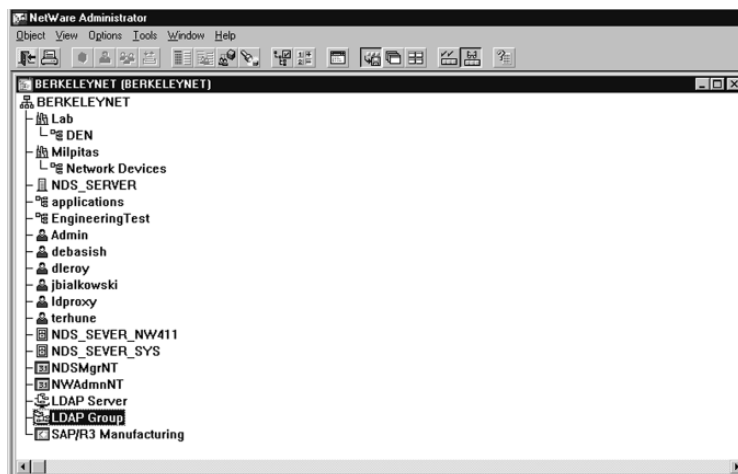 NetWare Administrator
Object View Options Tools Window Help
BERKELEYNET (BERKELEYNET)
BERKELEYNET
Lab
DEN
Milpitas
Network Devices
NDS_SERVER
applications
EngineeringTest
Admin
debasish
dleroy
jbialkowski
ldproxy
terhune
NDS_SEVER_NW411
NDS_SEVER_SYS
NDSMgrNT
NWAdmnNT
LDAP Server
LDAP Group
SAP/R3 Manufacturing